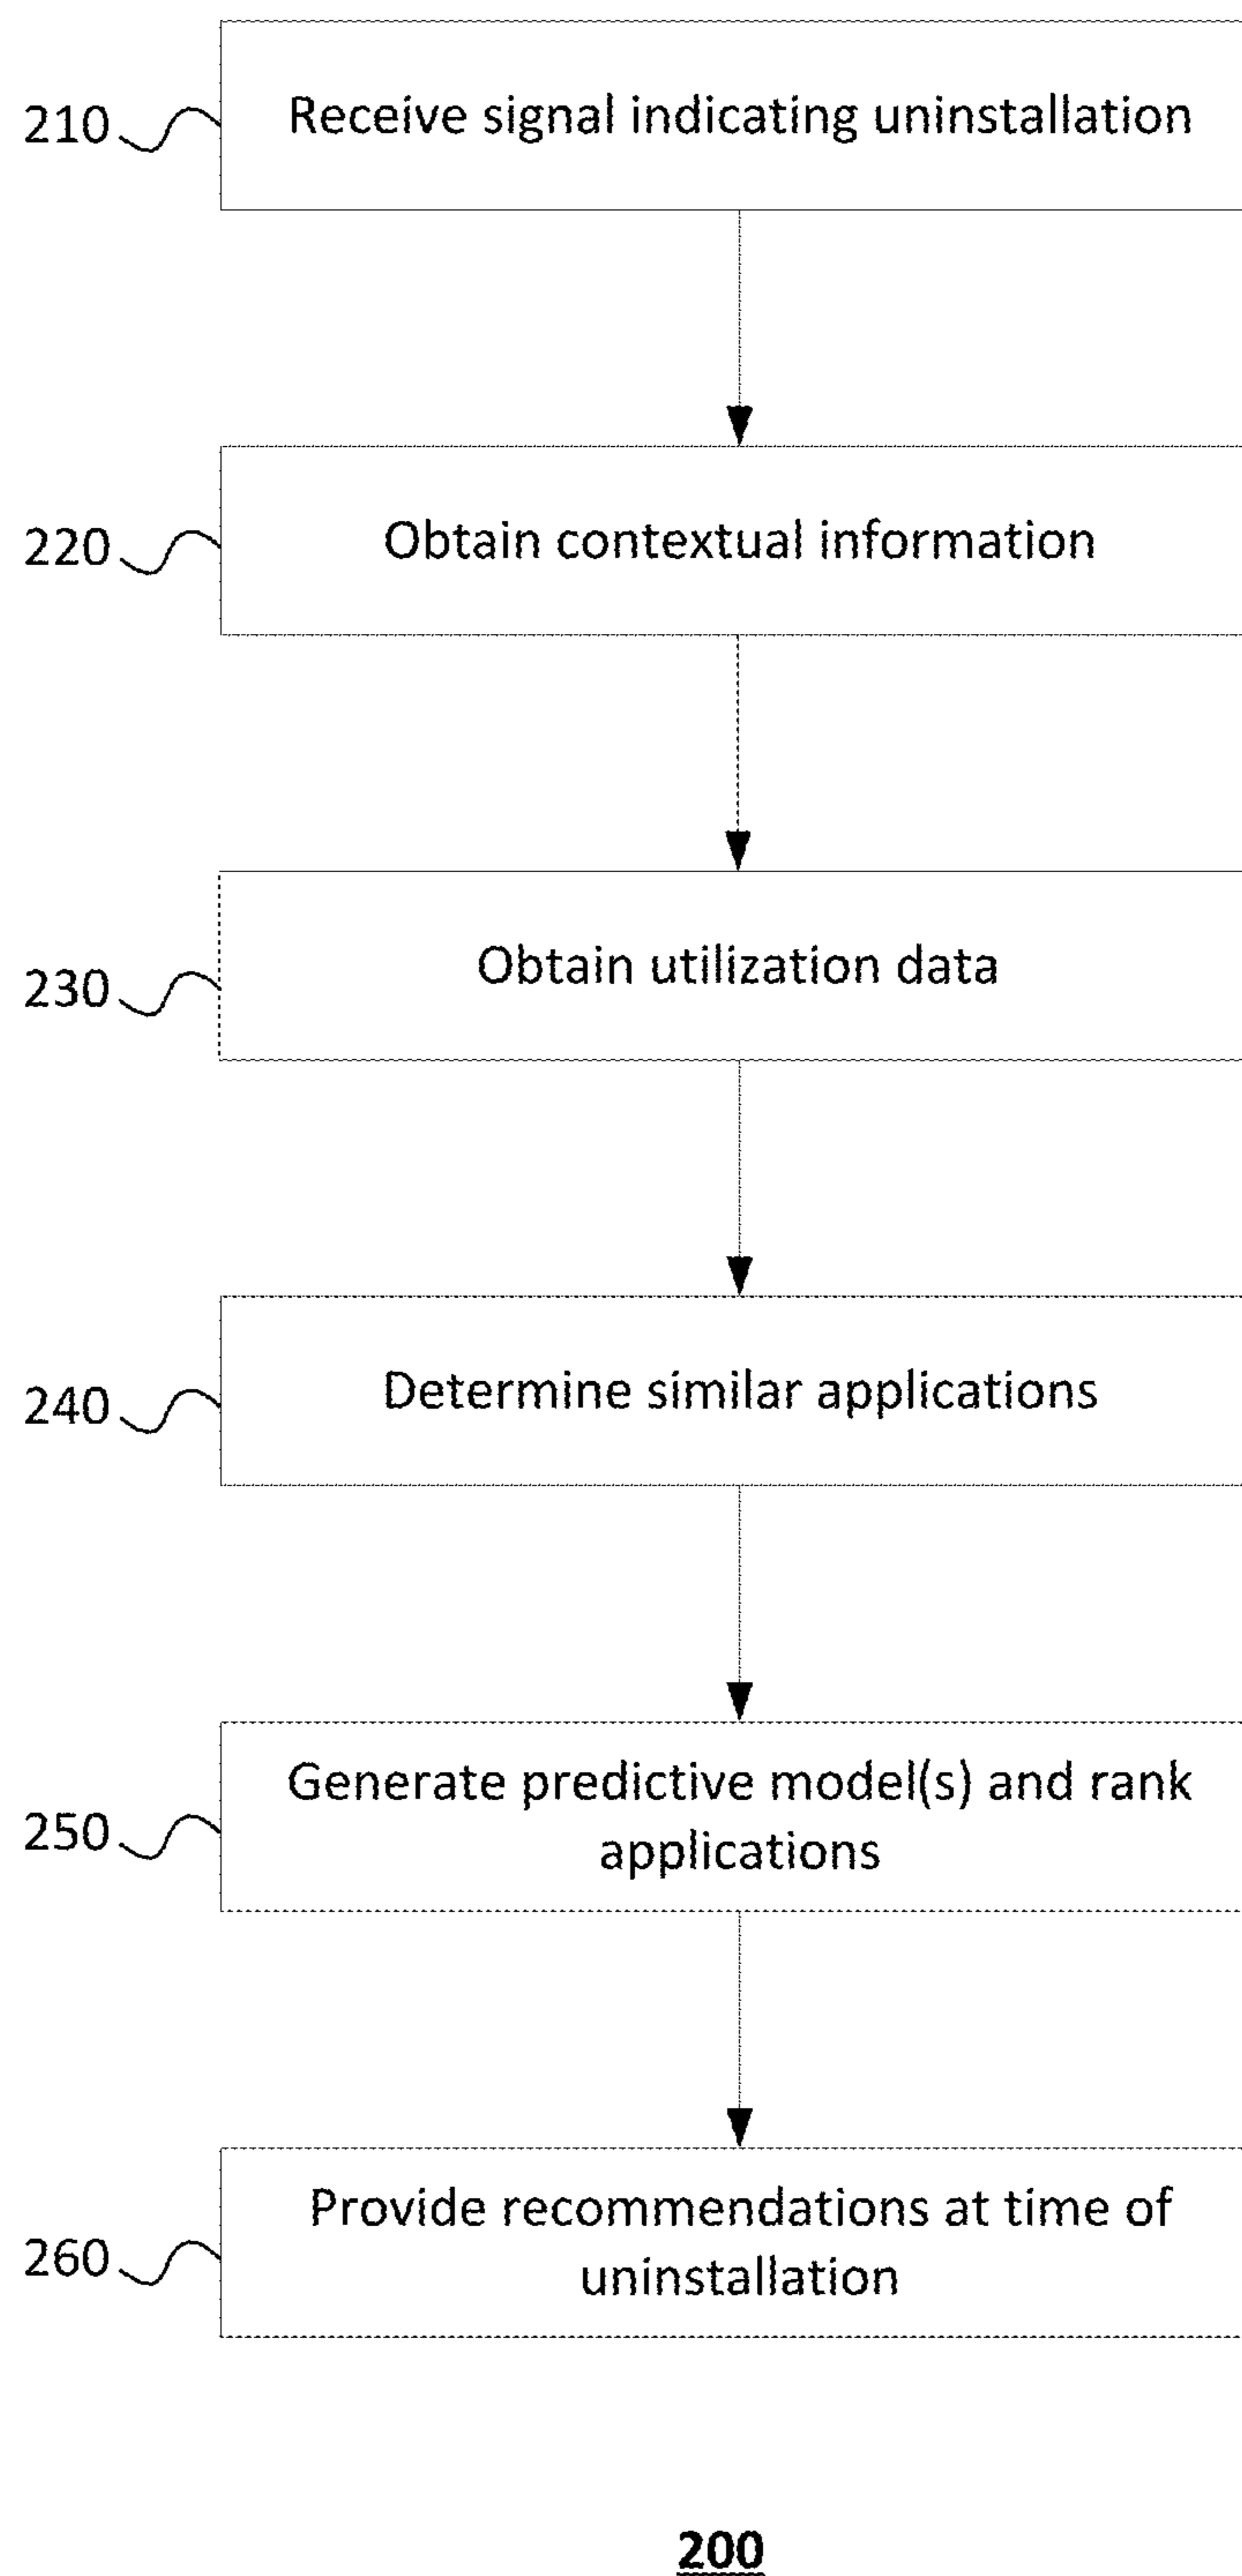 210
Receive signal indicating uninstallation
220
Obtain contextual information
230
Obtain utilization data
240
Determine similar applications
250
Generate predictive model(s) and rank
applications
260
Provide recommendations at time of
uninstallation
200